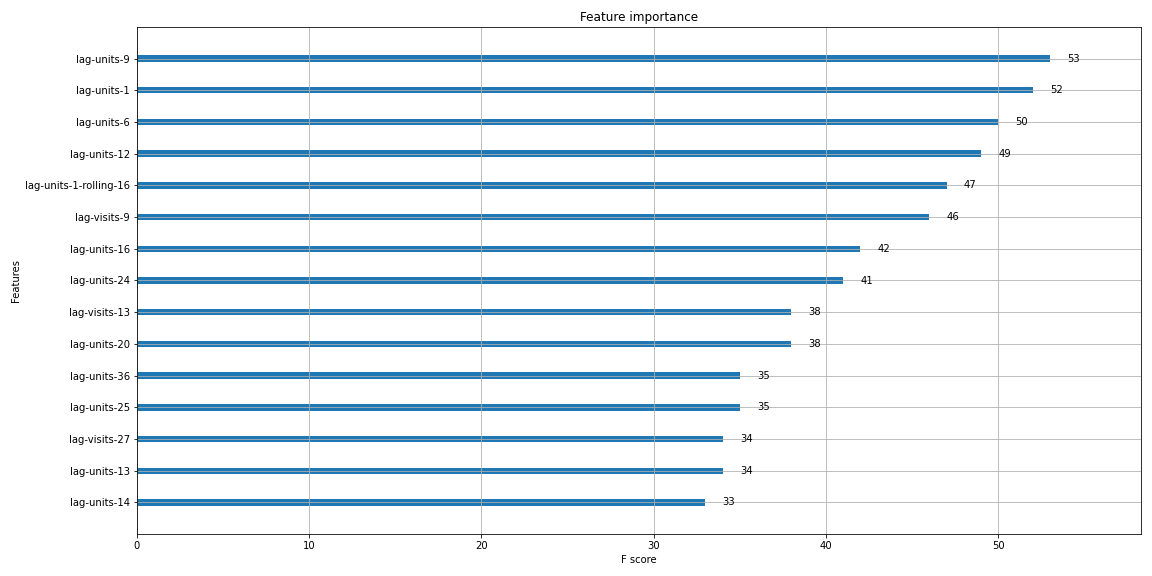 Feature importance
lag-units-9 53
lag-units-1 52
lag-units-6 50
lag-units-12 49
lag-units-1-rolling-16 47
lag-visits-9 46
lag-units-16 42
lag-units-24 41
lag-visits-13 38
lag-units-20 38
lag-units-36 35
lag-units-25 35
lag-visits-27 34
lag-units-13 34
lag-units-14 33
Features
0 10 20 30 40 50
F score